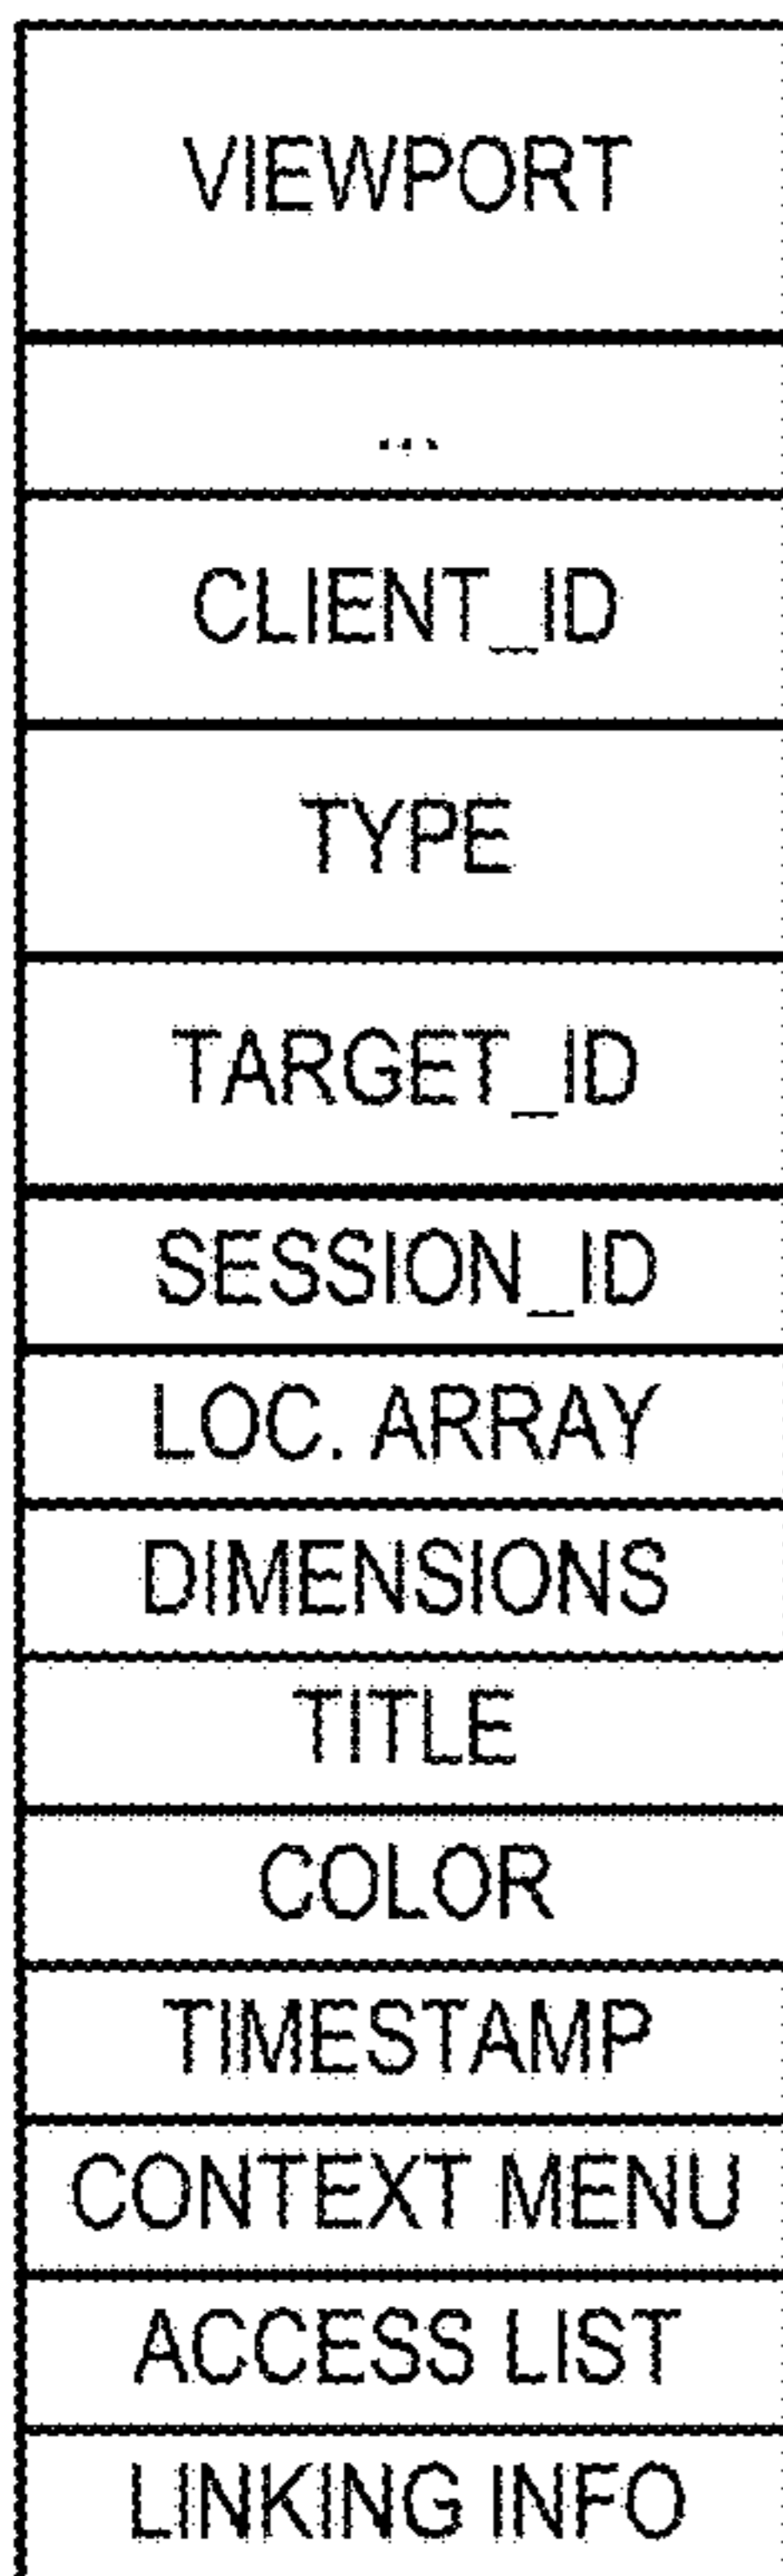 VIEWPORT
...
CLIENT_ID
TYPE
TARGET_ID
SESSION_ID
LOC. ARRAY
DIMENSIONS
TITLE
COLOR
TIMESTAMP
CONTEXT MENU
ACCESS LIST
LINKING INFO